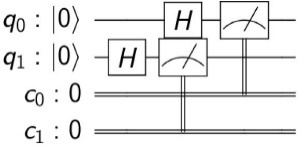 q₀ : |0⟩ H
q₁ : |0⟩ H
c₀ : 0
c₁ : 0